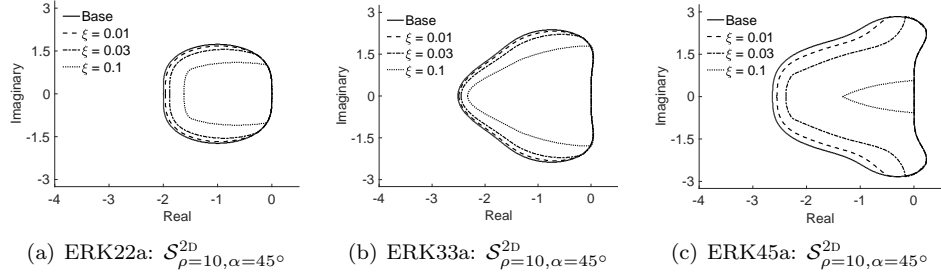 Base
ξ = 0.01
ξ = 0.03
ξ = 0.1
Imaginary
3
1.5
0
-1.5
-3
-4 -3 -2 -1 0
Real
(a) ERK22a: 𝒮^{2D}_{ρ=10,α=45°}
Base
ξ = 0.01
ξ = 0.03
ξ = 0.1
Imaginary
3
1.5
0
-1.5
-3
-4 -3 -2 -1 0
Real
(b) ERK33a: 𝒮^{2D}_{ρ=10,α=45°}
Base
ξ = 0.01
ξ = 0.03
ξ = 0.1
Imaginary
3
1.5
0
-1.5
-3
-4 -3 -2 -1 0
Real
(c) ERK45a: 𝒮^{2D}_{ρ=10,α=45°}